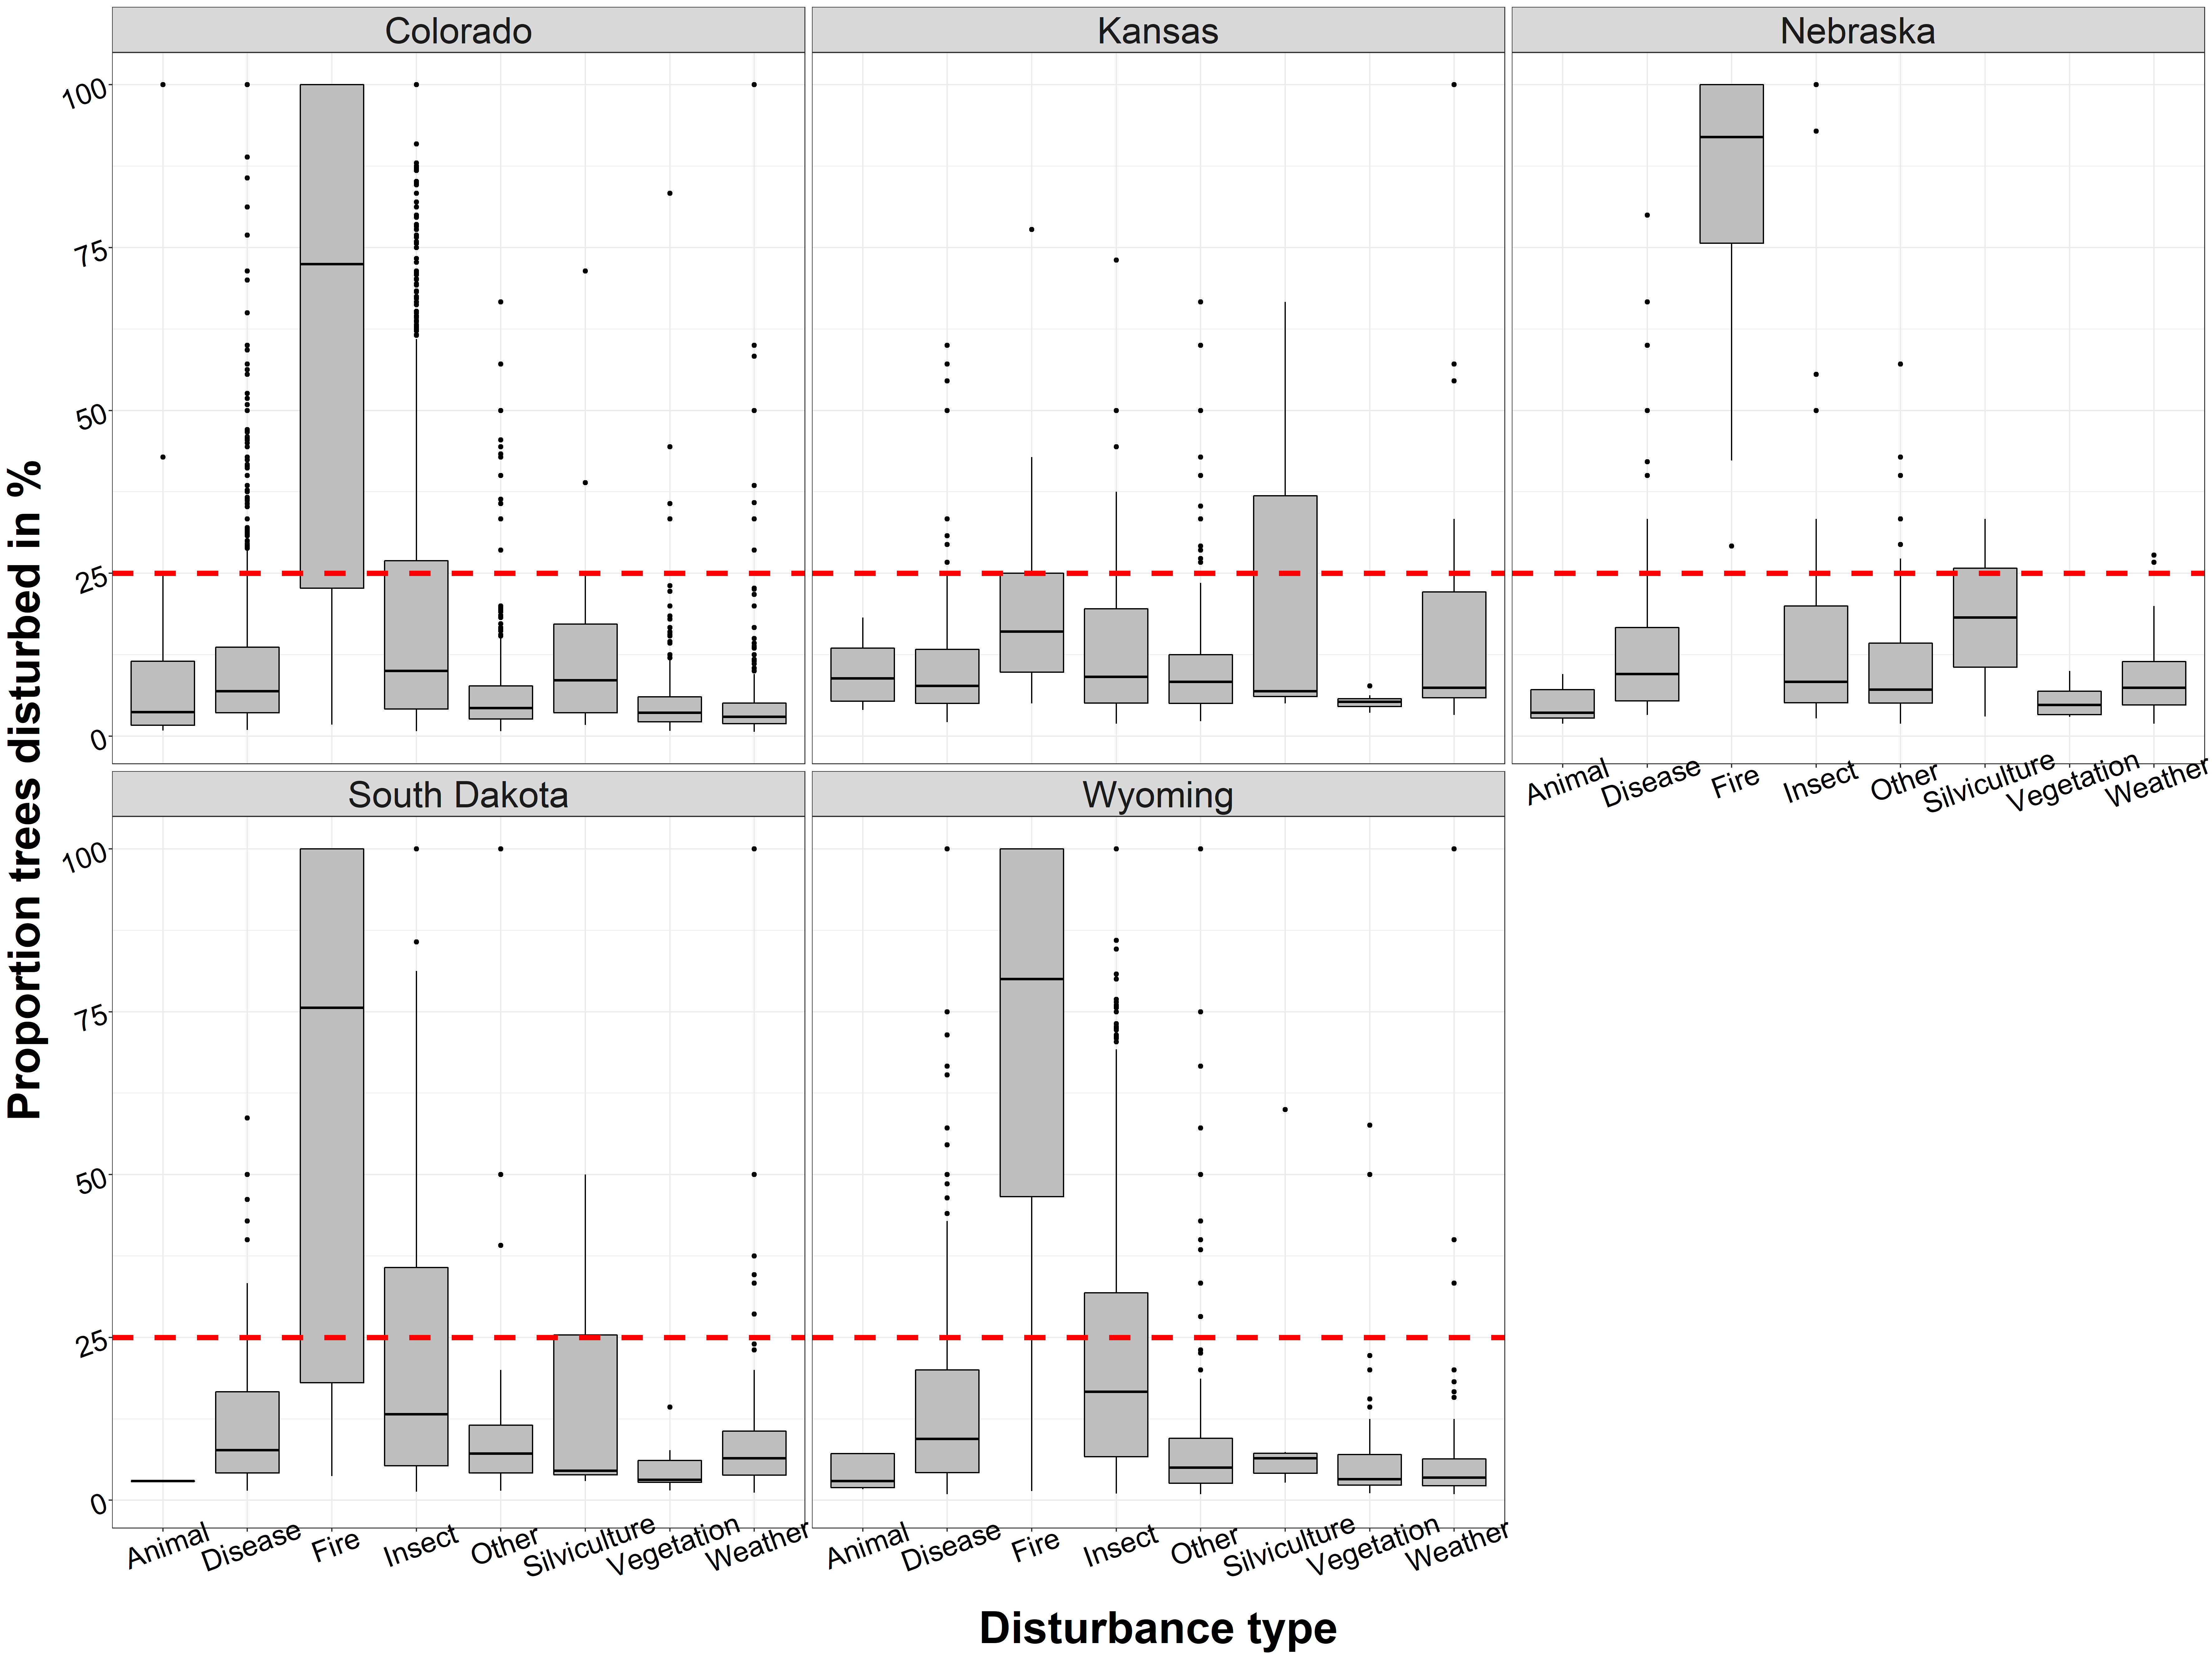 Colorado
Kansas
Nebraska
Proportion trees disturbed in %
100
75
50
25
0
Animal
Disease
Fire
Insect
Other
Silviculture
Vegetation
Weather
South Dakota
Wyoming
100
75
50
25
0
Animal
Disease
Fire
Insect
Other
Silviculture
Vegetation
Weather
Animal
Disease
Fire
Insect
Other
Silviculture
Vegetation
Weather
Disturbance type